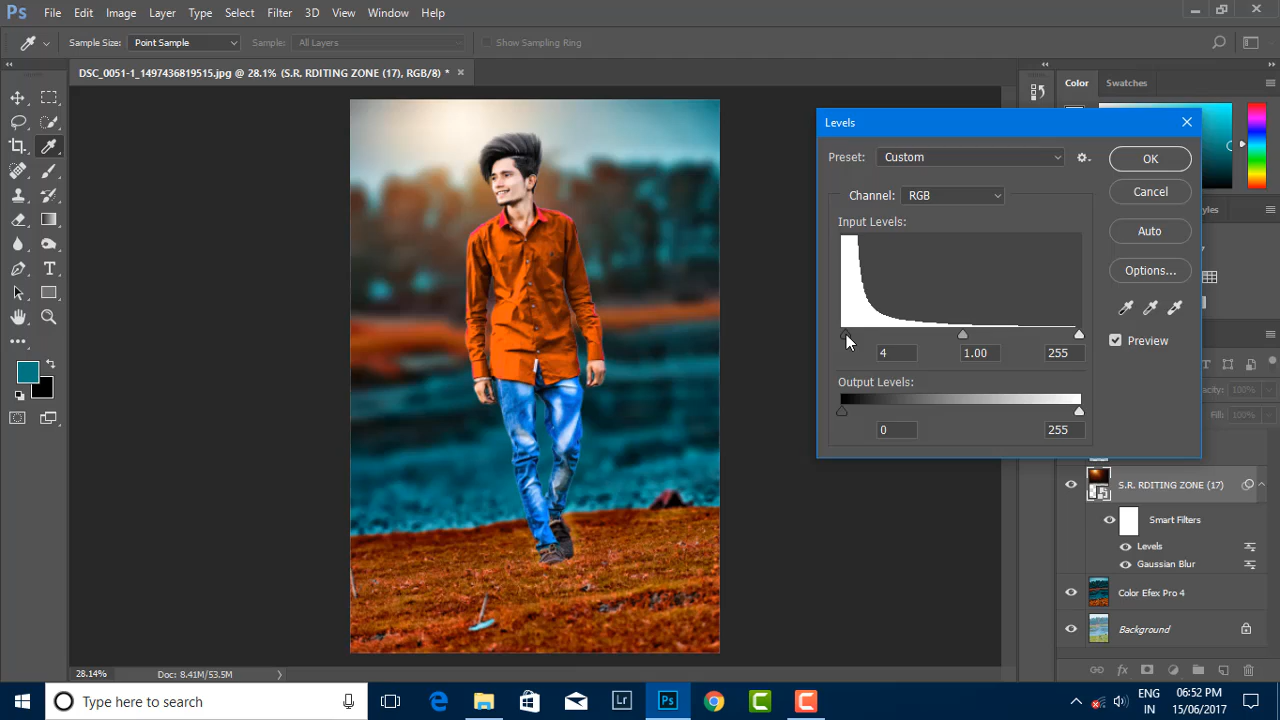 Ps File Edit Image Layer Type Select Filter 3D View Window Help
Sample Size: Point Sample Sample: All Layers Show Sampling Ring
DSC_0051-1_1497436819515.jpg @ 28.1% (S.R. RDITING ZONE (17), RGB/8) * ×
Color Swatches
Levels
Preset: Custom
OK
Channel: RGB
Cancel
Input Levels:
Auto
Options...
4 1.00 255
Preview
Output Levels:
0 255
S.R. RDITING ZONE (17)
Smart Filters
Levels
Gaussian Blur
Color Efex Pro 4
Background
28.14% Doc: 8.41M/53.5M
Type here to search
Lr Ps
ENG
IN
06:52 PM
15/06/2017